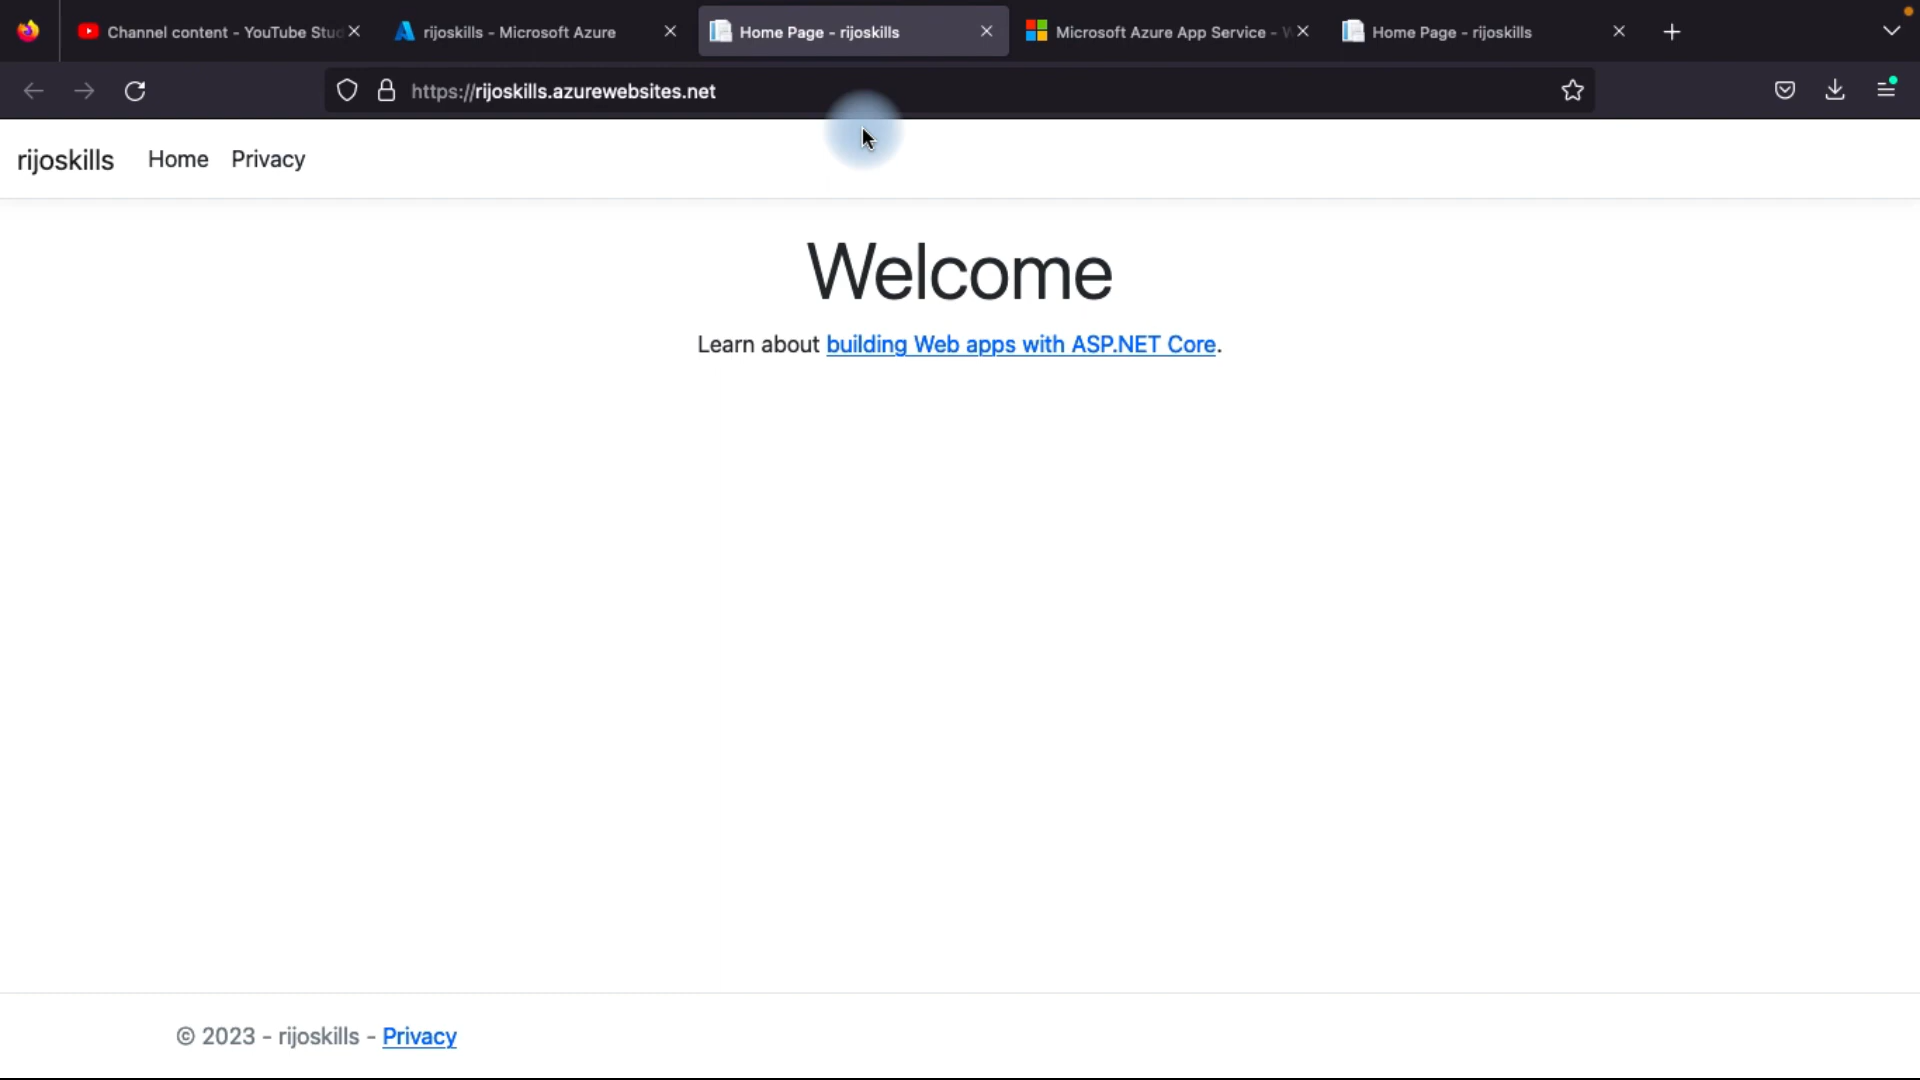 Channel content - YouTube Stud
rijoskills - Microsoft Azure
Home Page - rijoskills
Microsoft Azure App Service - W
Home Page - rijoskills
https://rijoskills.azurewebsites.net
rijoskills Home Privacy
Welcome
Learn about building Web apps with ASP.NET Core.
© 2023 - rijoskills - Privacy